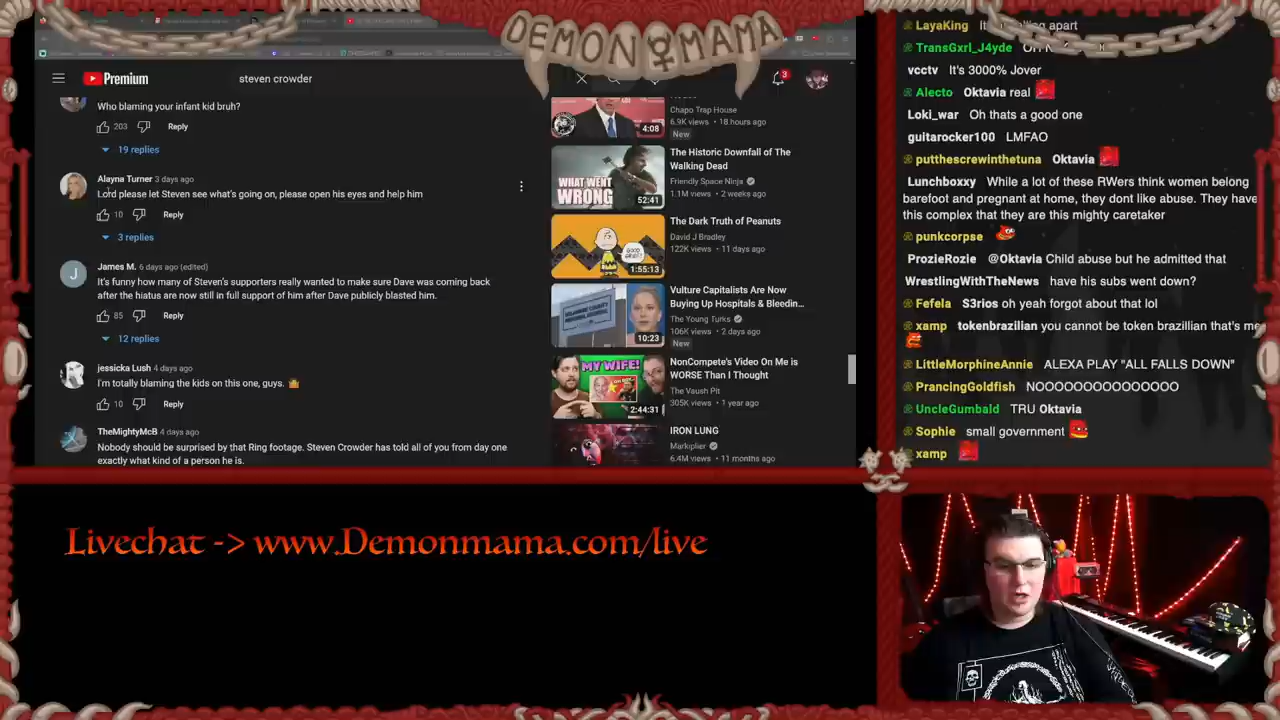 DEMON MAMA
Premium
steven crowder
3
Who blaming your infant kid bruh?
203
Reply
19 replies
Alayna Turner 3 days ago
Lord please let Steven see what's going on, please open his eyes and help him
10
Reply
3 replies
J
James M. 6 days ago (edited)
It's funny how many of Steven's supporters really wanted to make sure Dave was coming back
after the hiatus are now still in full support of him after Dave publicly blasted him.
85
Reply
12 replies
jessicka Lush 4 days ago
I'm totally blaming the kids on this one, guys.
10
Reply
TheMightyMcB 4 days ago
Nobody should be surprised by that Ring footage. Steven Crowder has told all of you from day one
exactly what kind of a person he is.
4:08
Chapo Trap House
6.9K views • 18 hours ago
New
WHAT WENT
WRONG
52:41
The Historic Downfall of The
Walking Dead
Friendly Space Ninja
1.1M views • 2 weeks ago
GOOD
GRIEF!
1:55:13
The Dark Truth of Peanuts
David J Bradley
122K views • 11 days ago
10:23
Vulture Capitalists Are Now
Buying Up Hospitals & Bleedin...
The Young Turks
106K views • 2 days ago
New
MY WIFE!
2:44:31
NonCompete's Video On Me is
WORSE Than I Thought
The Vaush Pit
305K views • 1 year ago
IRON LUNG
Markiplier
6.4M views • 11 months ago
LayaKing
apart
TransGxrl_J4yde
vcctv It's 3000% Jover
Alecto Oktavia real
Loki_war Oh thats a good one
guitarocker100 LMFAO
putthescrewinthetuna Oktavia
Lunchboxxy While a lot of these RWers think women belong
barefoot and pregnant at home, they dont like abuse. They have
this complex that they are this mighty caretaker
punkcorpse
ProzieRozie @Oktavia Child abuse but he admitted that
WrestlingWithTheNews have his subs went down?
Fefela S3rios oh yeah forgot about that lol
xamp tokenbrazilian you cannot be token brazillian that's me
LittleMorphineAnnie ALEXA PLAY "ALL FALLS DOWN"
PrancingGoldfish NOOOOOOOOOOOOOO
UncleGumbald TRU Oktavia
Sophie small government
xamp
Livechat -> www.Demonmama.com/live